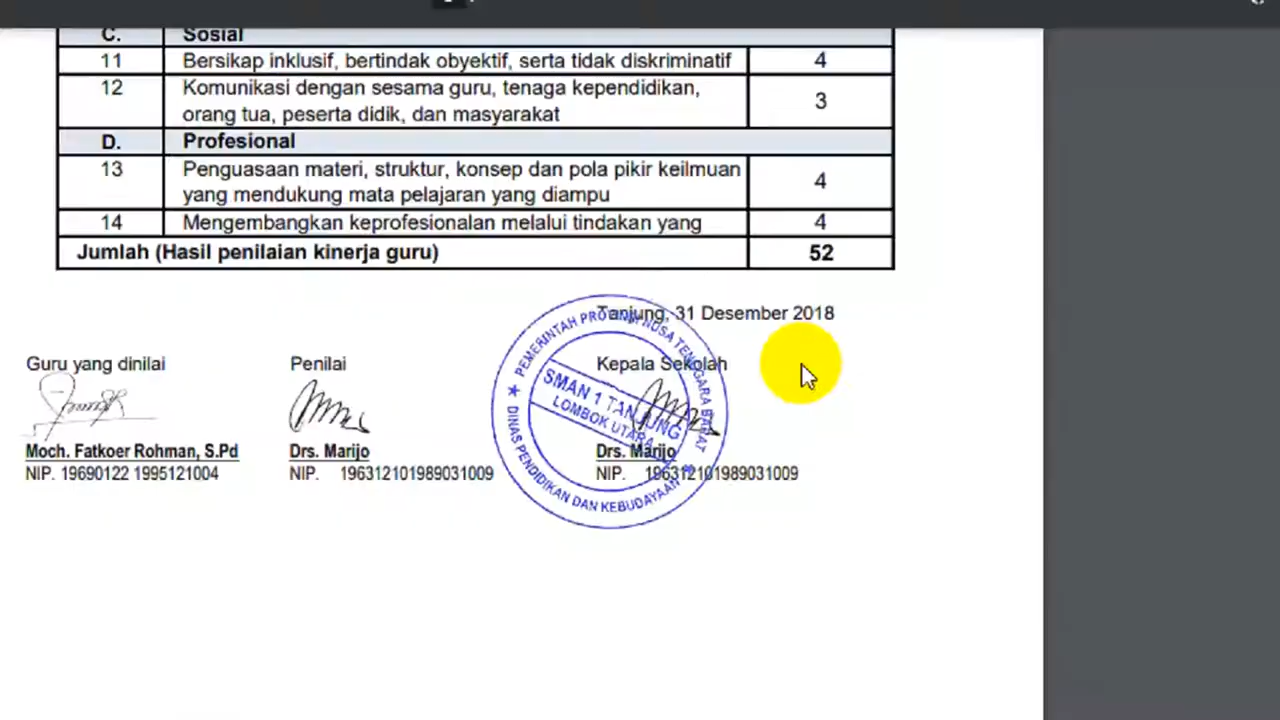 C. Sosial
11 Bersikap inklusif, bertindak obyektif, serta tidak diskriminatif 4
12 Komunikasi dengan sesama guru, tenaga kependidikan,
orang tua, peserta didik, dan masyarakat 3
D. Profesional
13 Penguasaan materi, struktur, konsep dan pola pikir keilmuan
yang mendukung mata pelajaran yang diampu 4
14 Mengembangkan keprofesionalan melalui tindakan yang 4
Jumlah (Hasil penilaian kinerja guru) 52
Tanjung, 31 Desember 2018
Guru yang dinilai Penilai Kepala Sekolah
PEMERINTAH PROVINSI NUSA TENGGARA BARAT
SMAN 1 TANJUNG
LOMBOK UTARA
DINAS PENDIDIKAN DAN KEBUDAYAAN
Moch. Fatkoer Rohman, S.Pd Drs. Marijo Drs. Marijo
NIP. 19690122 1995121004 NIP. 196312101989031009 NIP. 196312101989031009